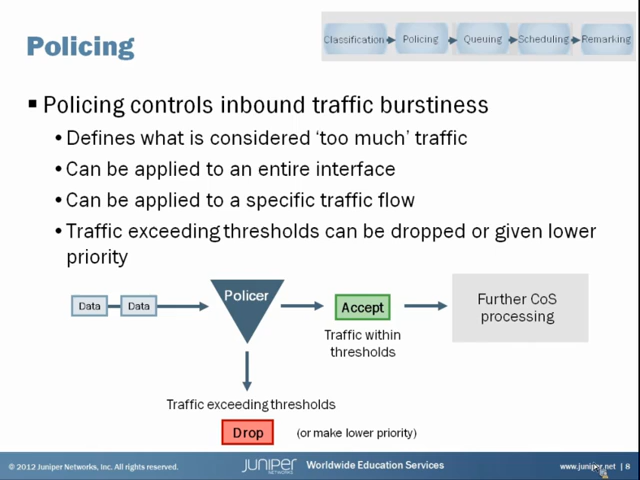 Policing
Classification Policing Queuing Scheduling Remarking
Policing controls inbound traffic burstiness
Defines what is considered ‘too much’ traffic
Can be applied to an entire interface
Can be applied to a specific traffic flow
Traffic exceeding thresholds can be dropped or given lower
priority
Data Data
Policer
Accept
Further CoS
processing
Traffic within
thresholds
Traffic exceeding thresholds
Drop (or make lower priority)
© 2012 Juniper Networks, Inc. All rights reserved. JUNIPER NETWORKS Worldwide Education Services www.juniper.net | 8